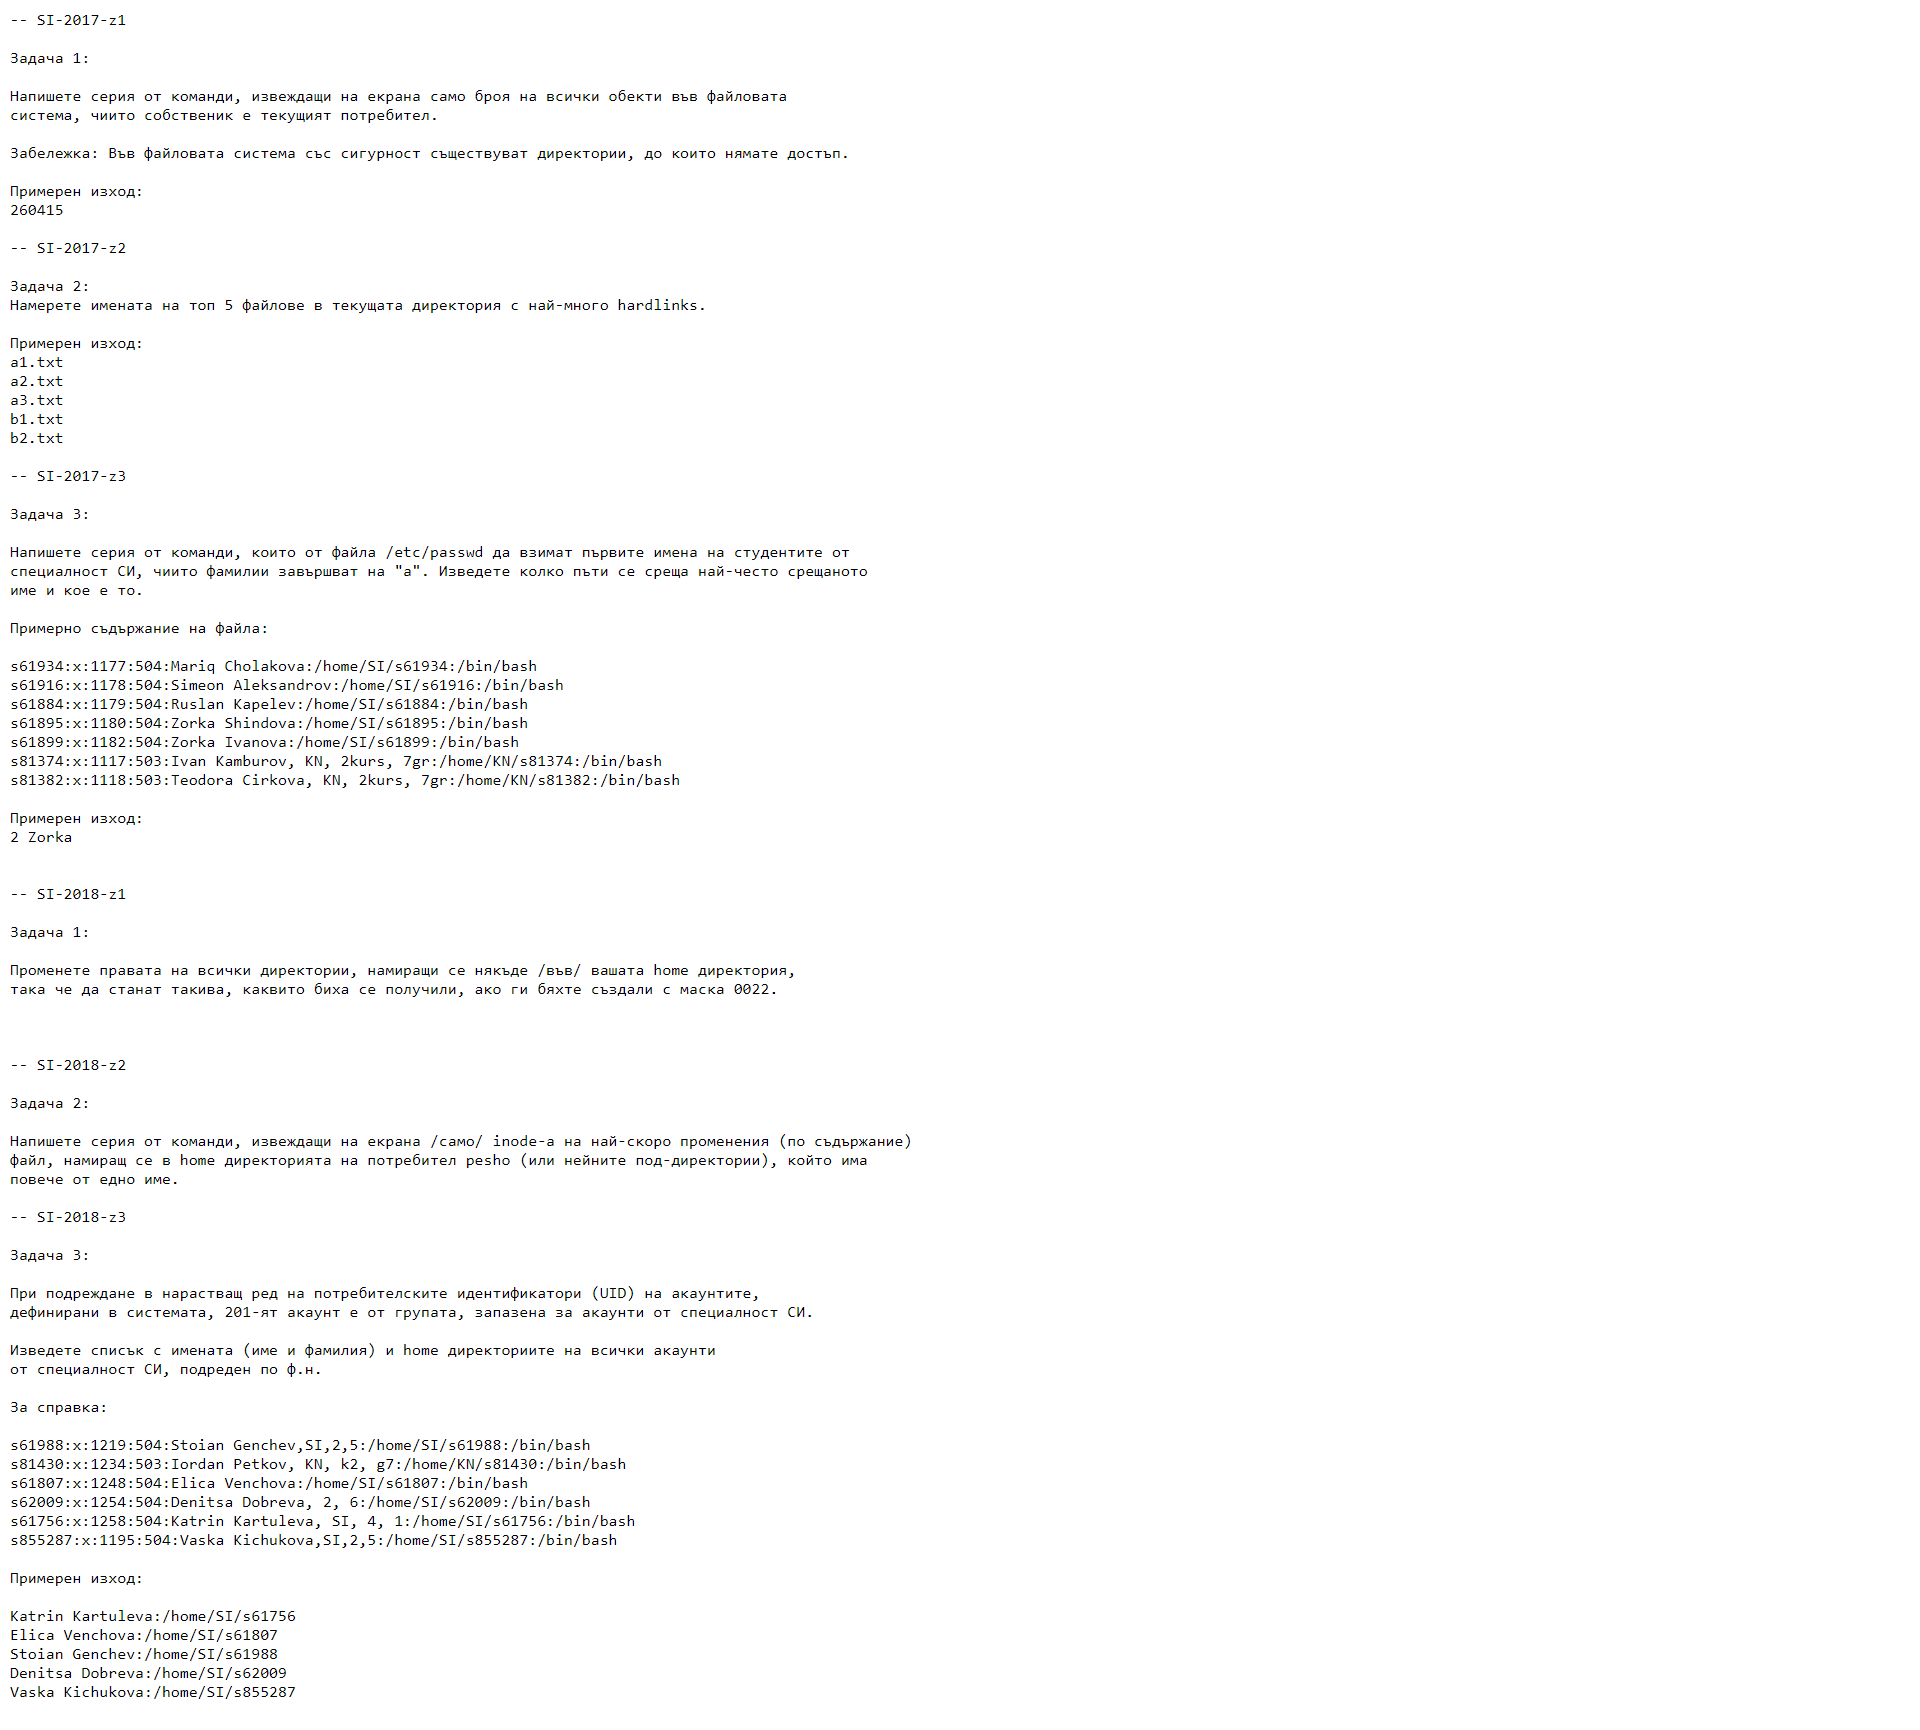 -- SI-2017-z1
Задача 1:
Напишете серия от команди, извеждащи на екрана само броя на всички обекти във файловата
система, чиито собственик е текущият потребител.
Забележка: Във файловата система със сигурност съществуват директории, до които нямате достъп.
Примерен изход:
260415
-- SI-2017-z2
Задача 2:
Намерете имената на топ 5 файлове в текущата директория с най-много hardlinks.
Примерен изход:
a1.txt
a2.txt
a3.txt
b1.txt
b2.txt
-- SI-2017-z3
Задача 3:
Напишете серия от команди, които от файла /etc/passwd да взимат първите имена на студентите от
специалност СИ, чиито фамилии завършват на "а". Изведете колко пъти се среща най-често срещаното
име и кое е то.
Примерно съдържание на файла:
s61934:x:1177:504:Mariq Cholakova:/home/SI/s61934:/bin/bash
s61916:x:1178:504:Simeon Aleksandrov:/home/SI/s61916:/bin/bash
s61884:x:1179:504:Ruslan Kapelev:/home/SI/s61884:/bin/bash
s61895:x:1180:504:Zorka Shindova:/home/SI/s61895:/bin/bash
s61899:x:1182:504:Zorka Ivanova:/home/SI/s61899:/bin/bash
s81374:x:1117:503:Ivan Kamburov, KN, 2kurs, 7gr:/home/KN/s81374:/bin/bash
s81382:x:1118:503:Teodora Cirkova, KN, 2kurs, 7gr:/home/KN/s81382:/bin/bash
Примерен изход:
2 Zorka
-- SI-2018-z1
Задача 1:
Променете правата на всички директории, намиращи се някъде /във/ вашата home директория,
така че да станат такива, каквито биха се получили, ако ги бяхте създали с маска 0022.
-- SI-2018-z2
Задача 2:
Напишете серия от команди, извеждащи на екрана /само/ inode-а на най-скоро променения (по съдържание)
файл, намиращ се в home директорията на потребител pesho (или нейните под-директории), който има
повече от едно име.
-- SI-2018-z3
Задача 3:
При подреждане в нарастващ ред на потребителските идентификатори (UID) на акаунтите,
дефинирани в системата, 201-ят акаунт е от групата, запазена за акаунти от специалност СИ.
Изведете списък с имената (име и фамилия) и home директориите на всички акаунти
от специалност СИ, подреден по ф.н.
За справка:
s61988:x:1219:504:Stoian Genchev,SI,2,5:/home/SI/s61988:/bin/bash
s81430:x:1234:503:Iordan Petkov, KN, k2, g7:/home/KN/s81430:/bin/bash
s61807:x:1248:504:Elica Venchova:/home/SI/s61807:/bin/bash
s62009:x:1254:504:Denitsa Dobreva, 2, 6:/home/SI/s62009:/bin/bash
s61756:x:1258:504:Katrin Kartuleva, SI, 4, 1:/home/SI/s61756:/bin/bash
s855287:x:1195:504:Vaska Kichukova,SI,2,5:/home/SI/s855287:/bin/bash
Примерен изход:
Katrin Kartuleva:/home/SI/s61756
Elica Venchova:/home/SI/s61807
Stoian Genchev:/home/SI/s61988
Denitsa Dobreva:/home/SI/s62009
Vaska Kichukova:/home/SI/s855287